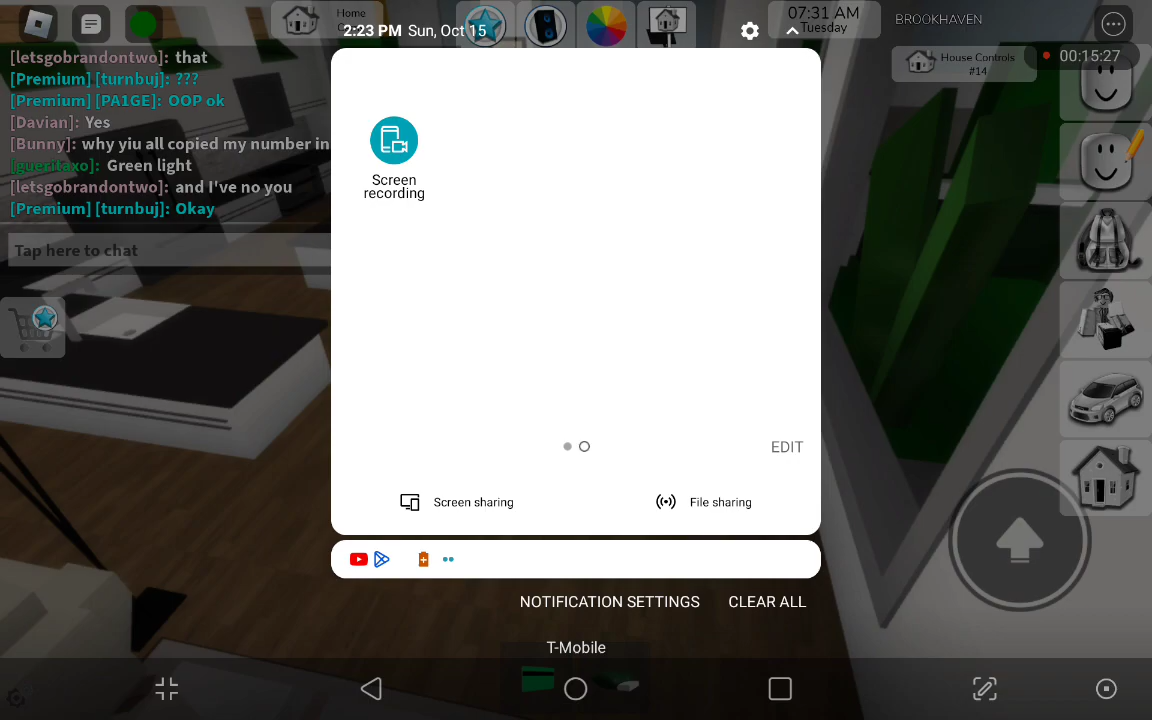 Home
2:23 PM Sun, Oct 15
07:31 AM
Tuesday
BROOKHAVEN
House Controls
#14
00:15:27
[letsgobrandontwo]: that
[Premium] [turnbuj]: ???
[Premium] [PA1GE]: OOP ok
[Davian]: Yes
[Bunny]: why yiu all copied my number in
[gueritaxo]: Green light
[letsgobrandontwo]: and I've no you
[Premium] [turnbuj]: Okay
Tap here to chat
Screen
recording
EDIT
Screen sharing
File sharing
NOTIFICATION SETTINGS
CLEAR ALL
T-Mobile